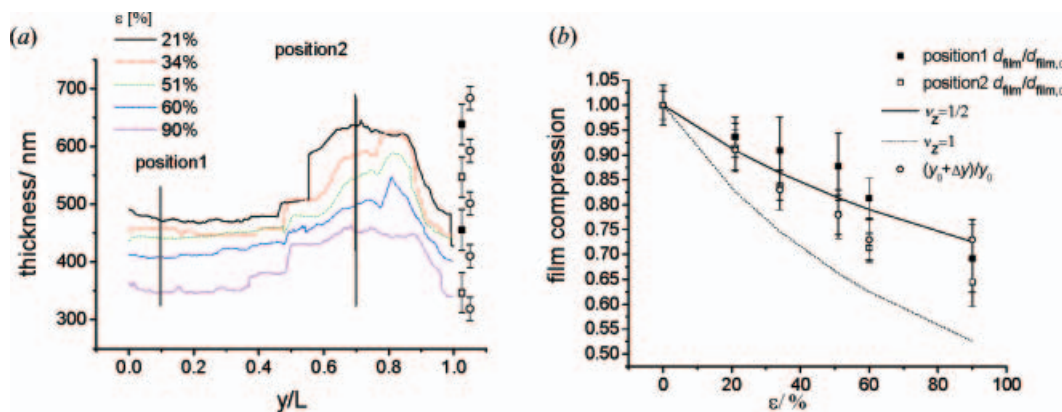 (a)
ε [%]
21%
34%
51%
60%
90%
position1
position2
700
600
500
400
300
thickness/ nm
0.0 0.2 0.4 0.6 0.8 1.0
y/L
(b)
position1 d_film/d_film,
position2 d_film/d_film,
ν_z=1/2
ν_z=1
(y_0+Δy)/y_0
1.05
1.00
0.95
0.90
0.85
0.80
0.75
0.70
0.65
0.60
0.55
0.50
film compression
0 20 40 60 80 100
ε/ %